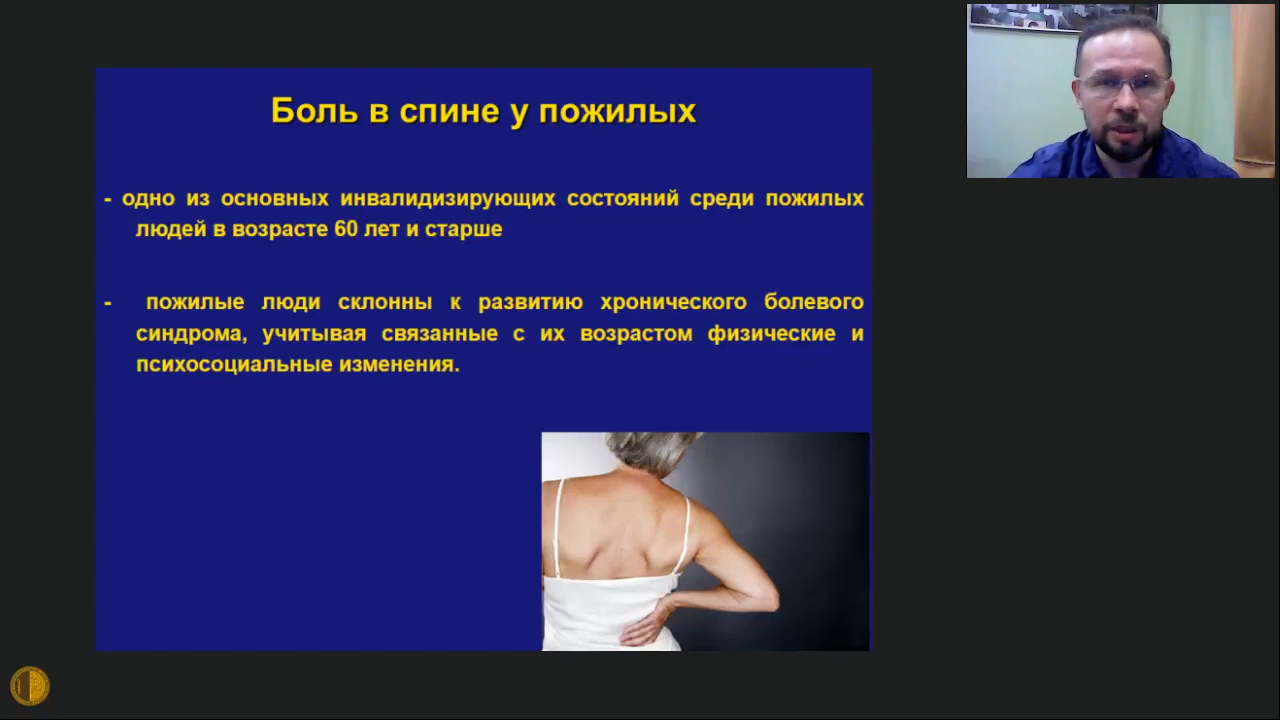 Боль в спине у пожилых
- одно из основных инвалидизирующих состояний среди пожилых
людей в возрасте 60 лет и старше
- пожилые люди склонны к развитию хронического болевого
синдрома, учитывая связанные с их возрастом физические и
психосоциальные изменения.